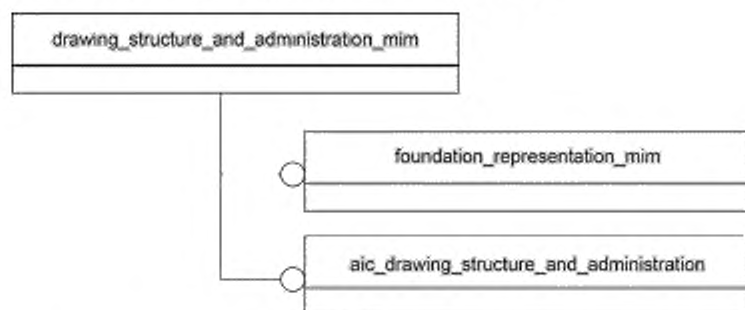 drawing_structure_and_administration_mim
foundation_representation_mim
aic_drawing_structure_and_administration